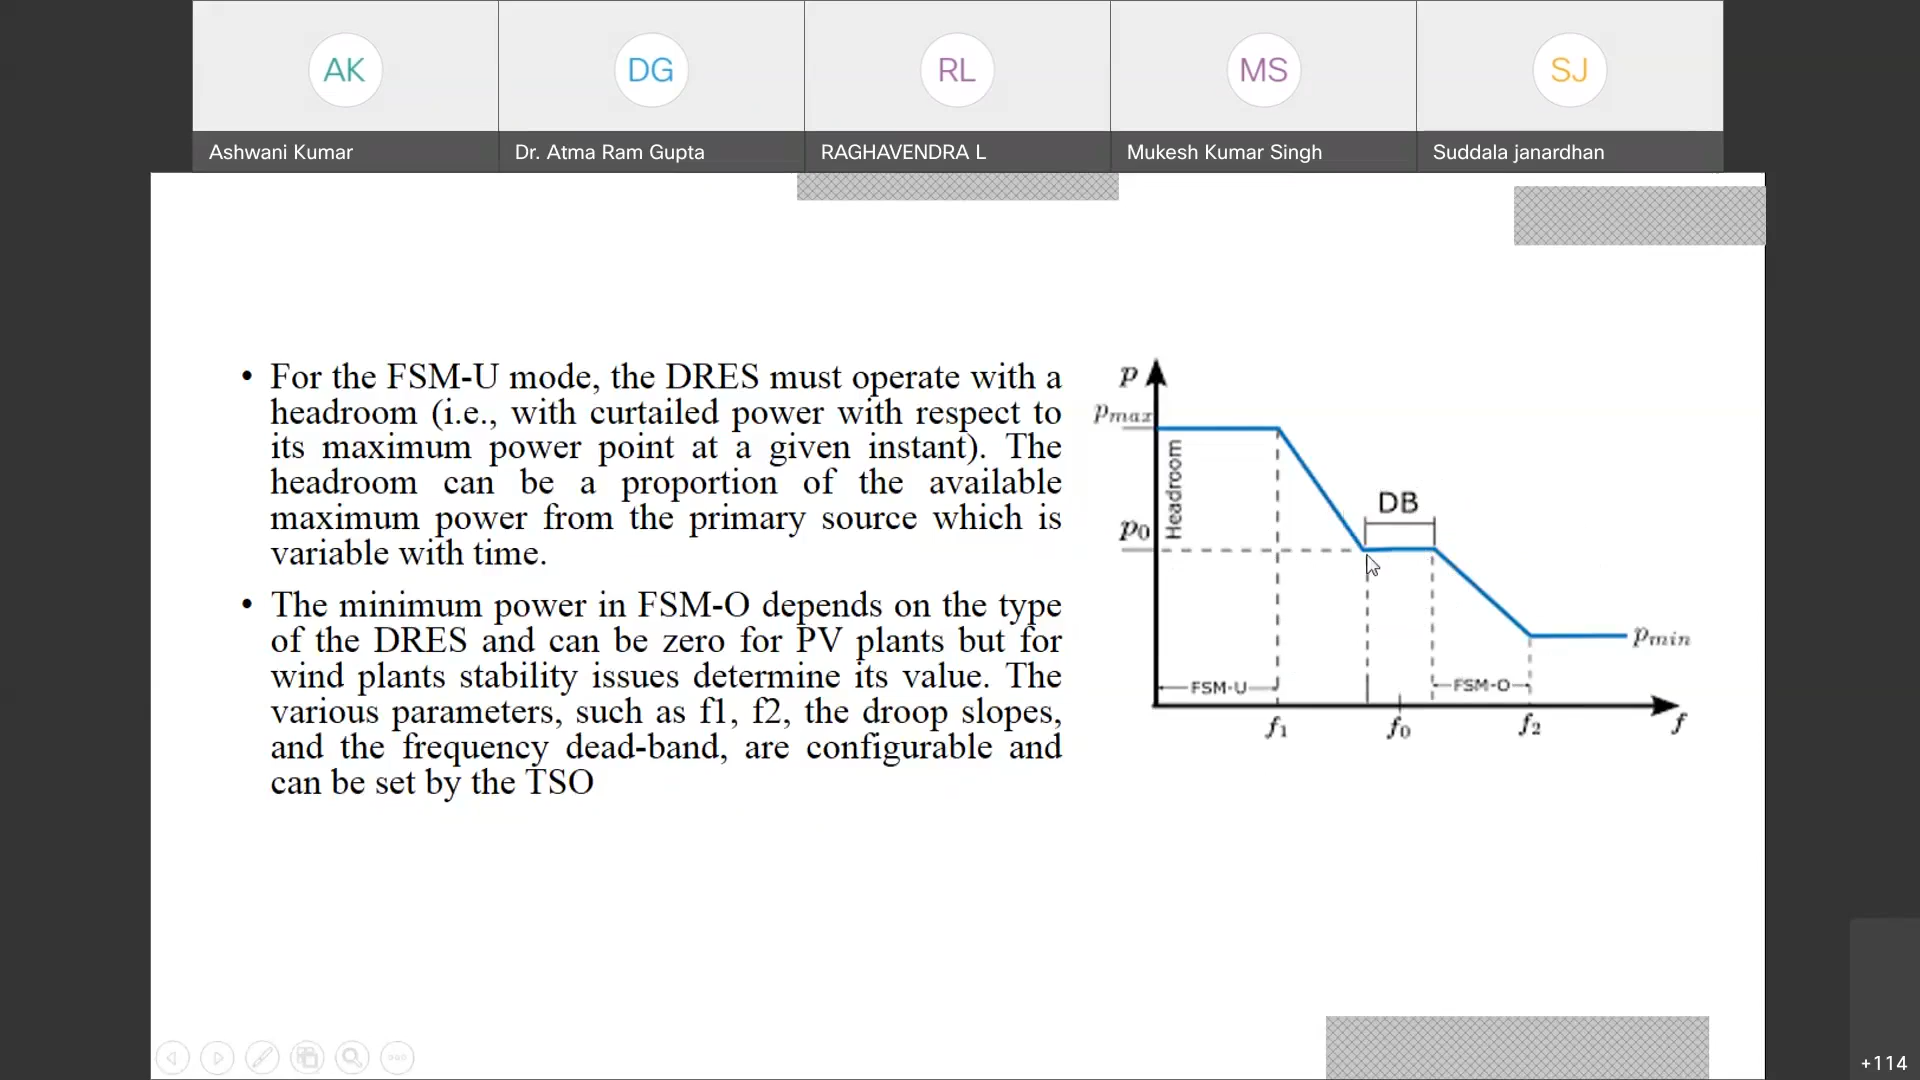 AK
DG
RL
MS
SJ
Ashwani Kumar
Dr. Atma Ram Gupta
RAGHAVENDRA L
Mukesh Kumar Singh
Suddala janardhan
• For the FSM-U mode, the DRES must operate with a
headroom (i.e., with curtailed power with respect to
its maximum power point at a given instant). The
headroom can be a proportion of the available
maximum power from the primary source which is
variable with time.
• The minimum power in FSM-O depends on the type
of the DRES and can be zero for PV plants but for
wind plants stability issues determine its value. The
various parameters, such as f1, f2, the droop slopes,
and the frequency dead-band, are configurable and
can be set by the TSO
p
pmax
Headroom
DB
p0
pmin
FSM-U
FSM-O
f1
f0
f2
f
+114